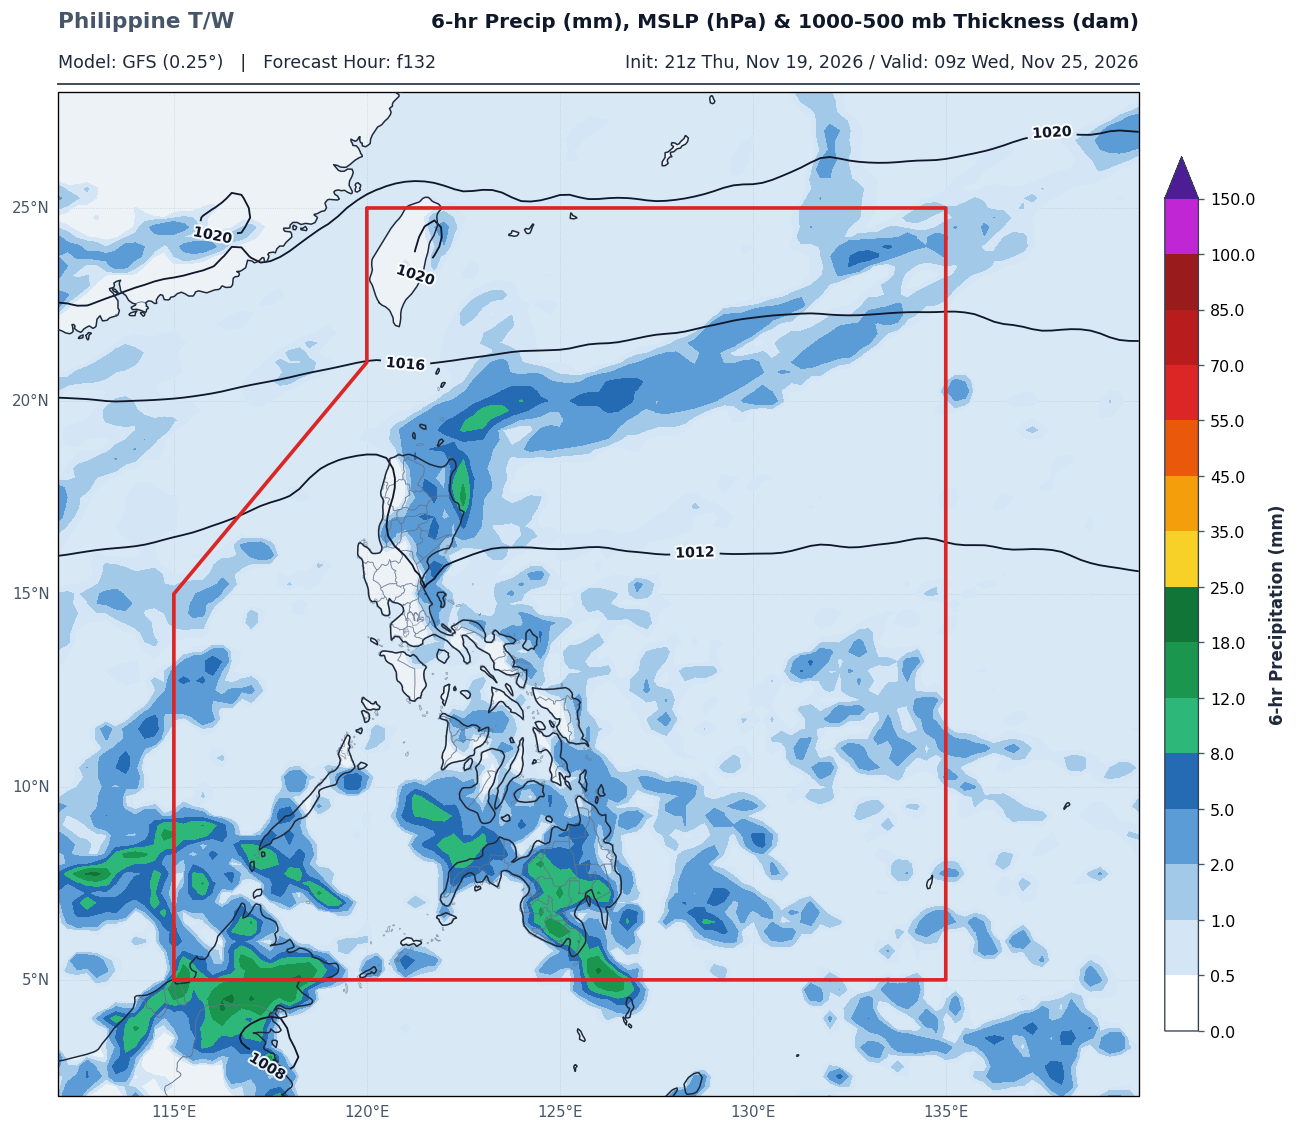 Philippine T/W
6-hr Precip (mm), MSLP (hPa) & 1000-500 mb Thickness (dam)
Model: GFS (0.25°) | Forecast Hour: f132
Init: 21z Thu, Nov 19, 2026 / Valid: 09z Wed, Nov 25, 2026
1020
150.0
25°N
1020
100.0
1020
85.0
1016
70.0
20°N
55.0
45.0
35.0
1012
15°N
25.0
18.0
12.0
10°N
8.0
5.0
2.0
1.0
5°N
0.5
0.0
1008
115°E
120°E
125°E
130°E
135°E
6-hr Precipitation (mm)